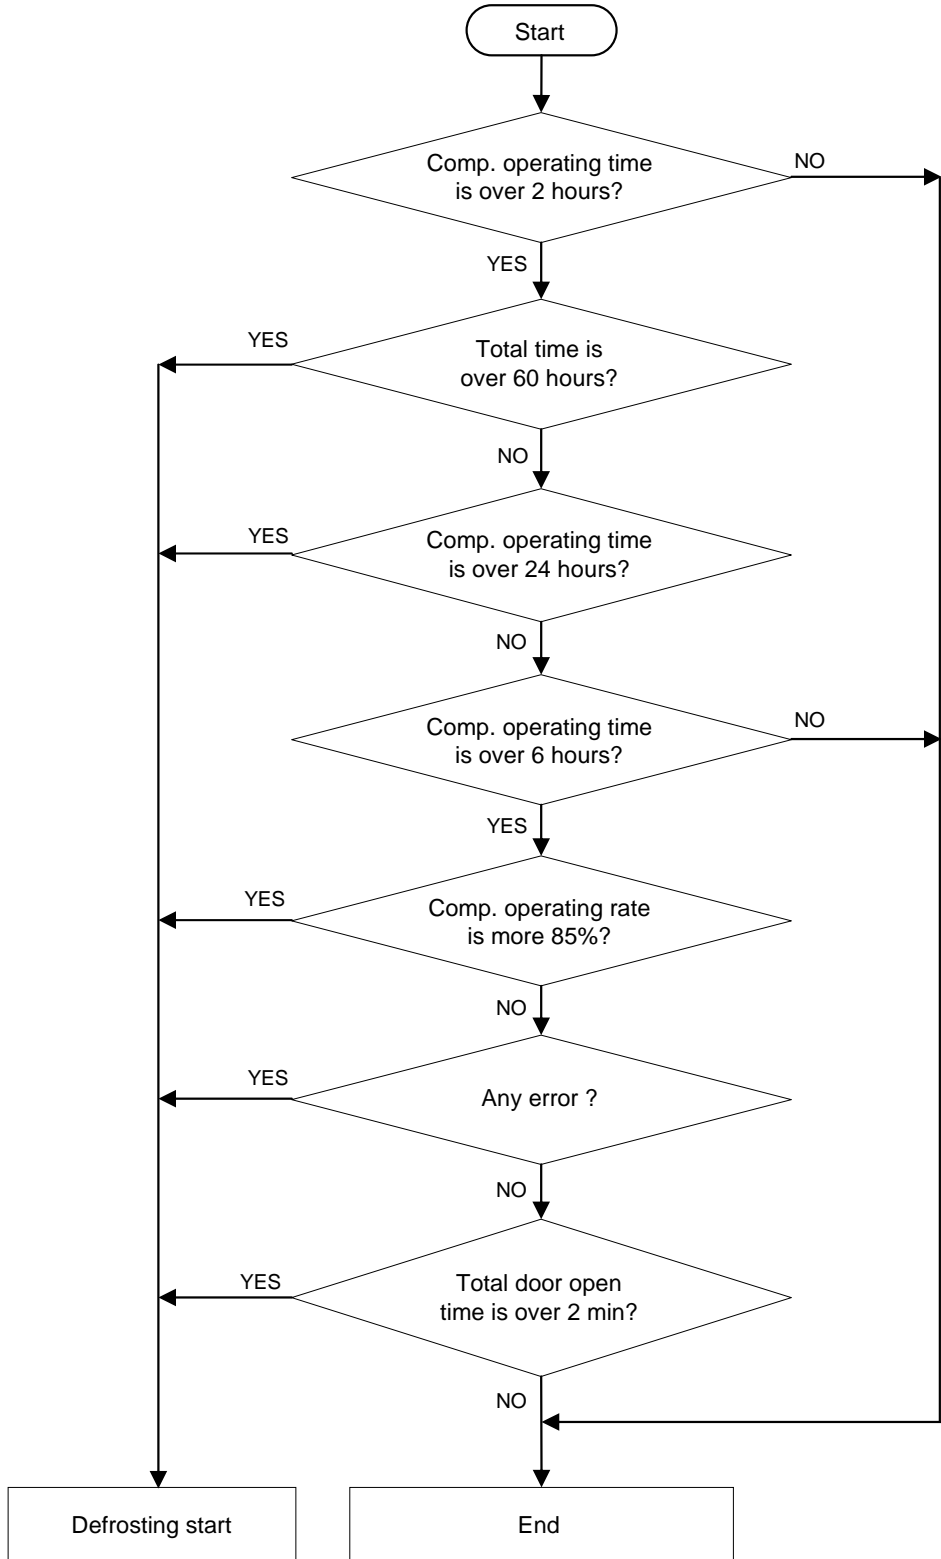 Start
Comp. operating time
is over 2 hours?
NO
YES
YES
Total time is
over 60 hours?
NO
YES
Comp. operating time
is over 24 hours?
NO
Comp. operating time
is over 6 hours?
NO
YES
YES
Comp. operating rate
is more 85%?
NO
YES
Any error ?
NO
YES
Total door open
time is over 2 min?
NO
Defrosting start
End